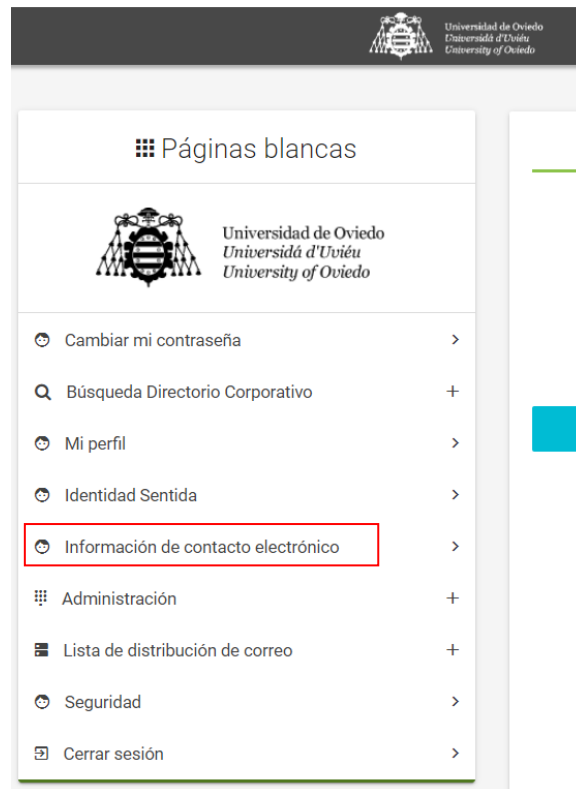 Universidad de Oviedo
Universidá d'Uviéu
University of Oviedo
Páginas blancas
Universidad de Oviedo
Universidá d'Uviéu
University of Oviedo
Cambiar mi contraseña
Búsqueda Directorio Corporativo
Mi perfil
Identidad Sentida
Información de contacto electrónico
Administración
Lista de distribución de correo
Seguridad
Cerrar sesión